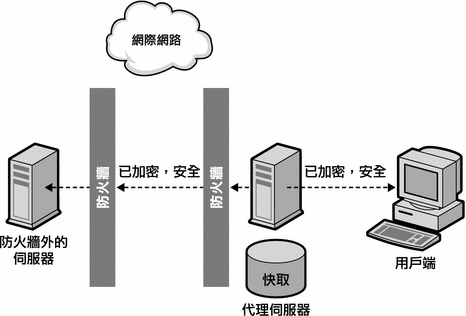 網際網路
防火牆
防火牆
已加密，安全
已加密，安全
防火牆外的
伺服器
快取
代理伺服器
用戶端